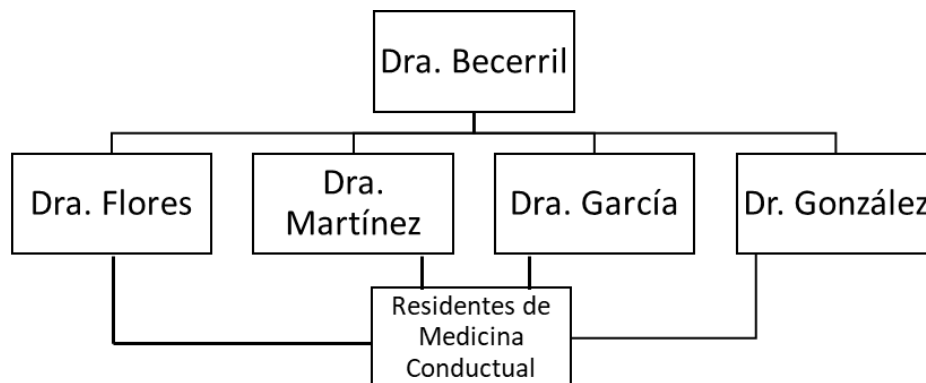 Dra. Becerril
Dra. Flores
Dra.
Martínez
Dra. García
Dr. González
Residentes de
Medicina
Conductual